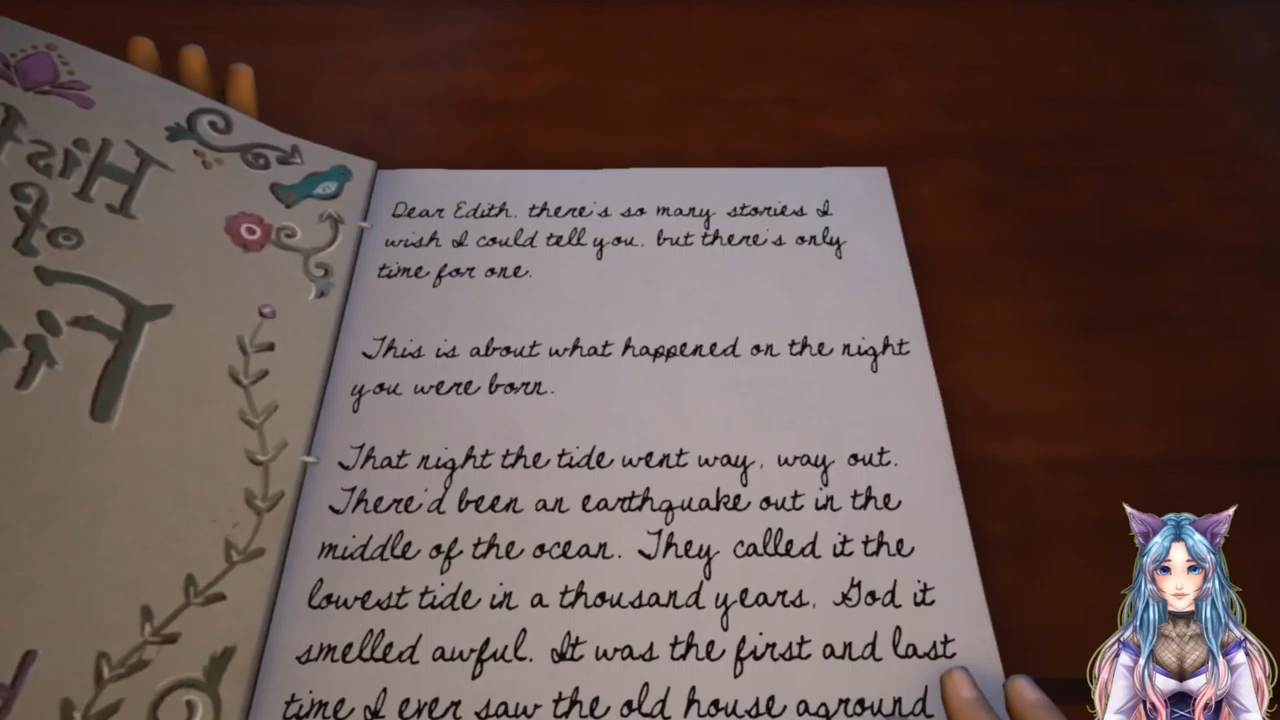 Hist
of
Dear Edith, there's so many stories I
wish I could tell you, but there's only
time for one.
This is about what happened on the night
you were born.
That night the tide went way, way out.
There'd been an earthquake out in the
middle of the ocean. They called it the
lowest tide in a thousand years. God it
smelled awful. It was the first and last
time I ever saw the old house aground